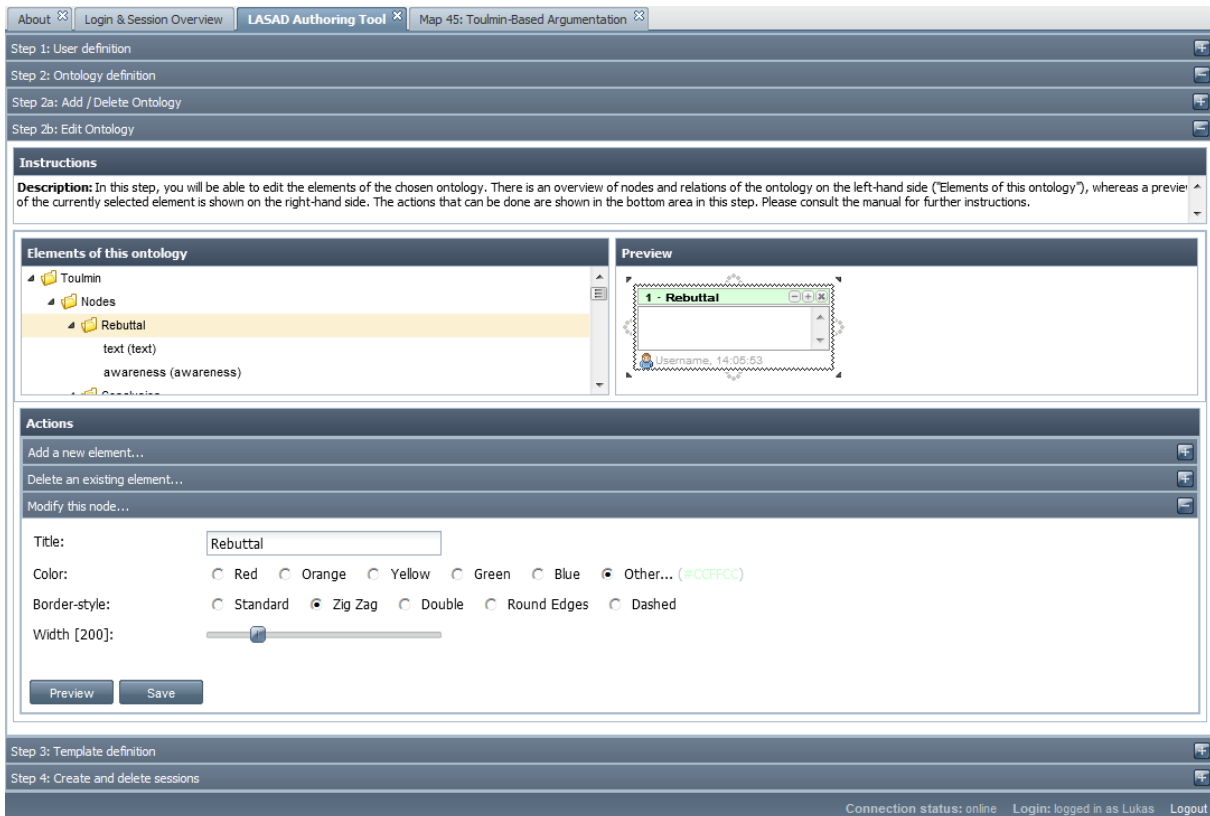 About Login & Session Overview LASAD Authoring Tool Map 45: Toulmin-Based Argumentation
Step 1: User definition
Step 2: Ontology definition
Step 2a: Add / Delete Ontology
Step 2b: Edit Ontology
Instructions
Description: In this step, you will be able to edit the elements of the chosen ontology. There is an overview of nodes and relations of the ontology on the left-hand side ("Elements of this ontology"), whereas a preview
of the currently selected element is shown on the right-hand side. The actions that can be done are shown in the bottom area in this step. Please consult the manual for further instructions.
Elements of this ontology
Toulmin
Nodes
Rebuttal
text (text)
awareness (awareness)
Preview
1 - Rebuttal
Username, 14:05:53
Actions
Add a new element...
Delete an existing element...
Modify this node...
Title: Rebuttal
Color: Red Orange Yellow Green Blue Other... (#CCFFCC)
Border-style: Standard Zig Zag Double Round Edges Dashed
Width [200]:
Preview Save
Step 3: Template definition
Step 4: Create and delete sessions
Connection status: online Login: logged in as Lukas Logout